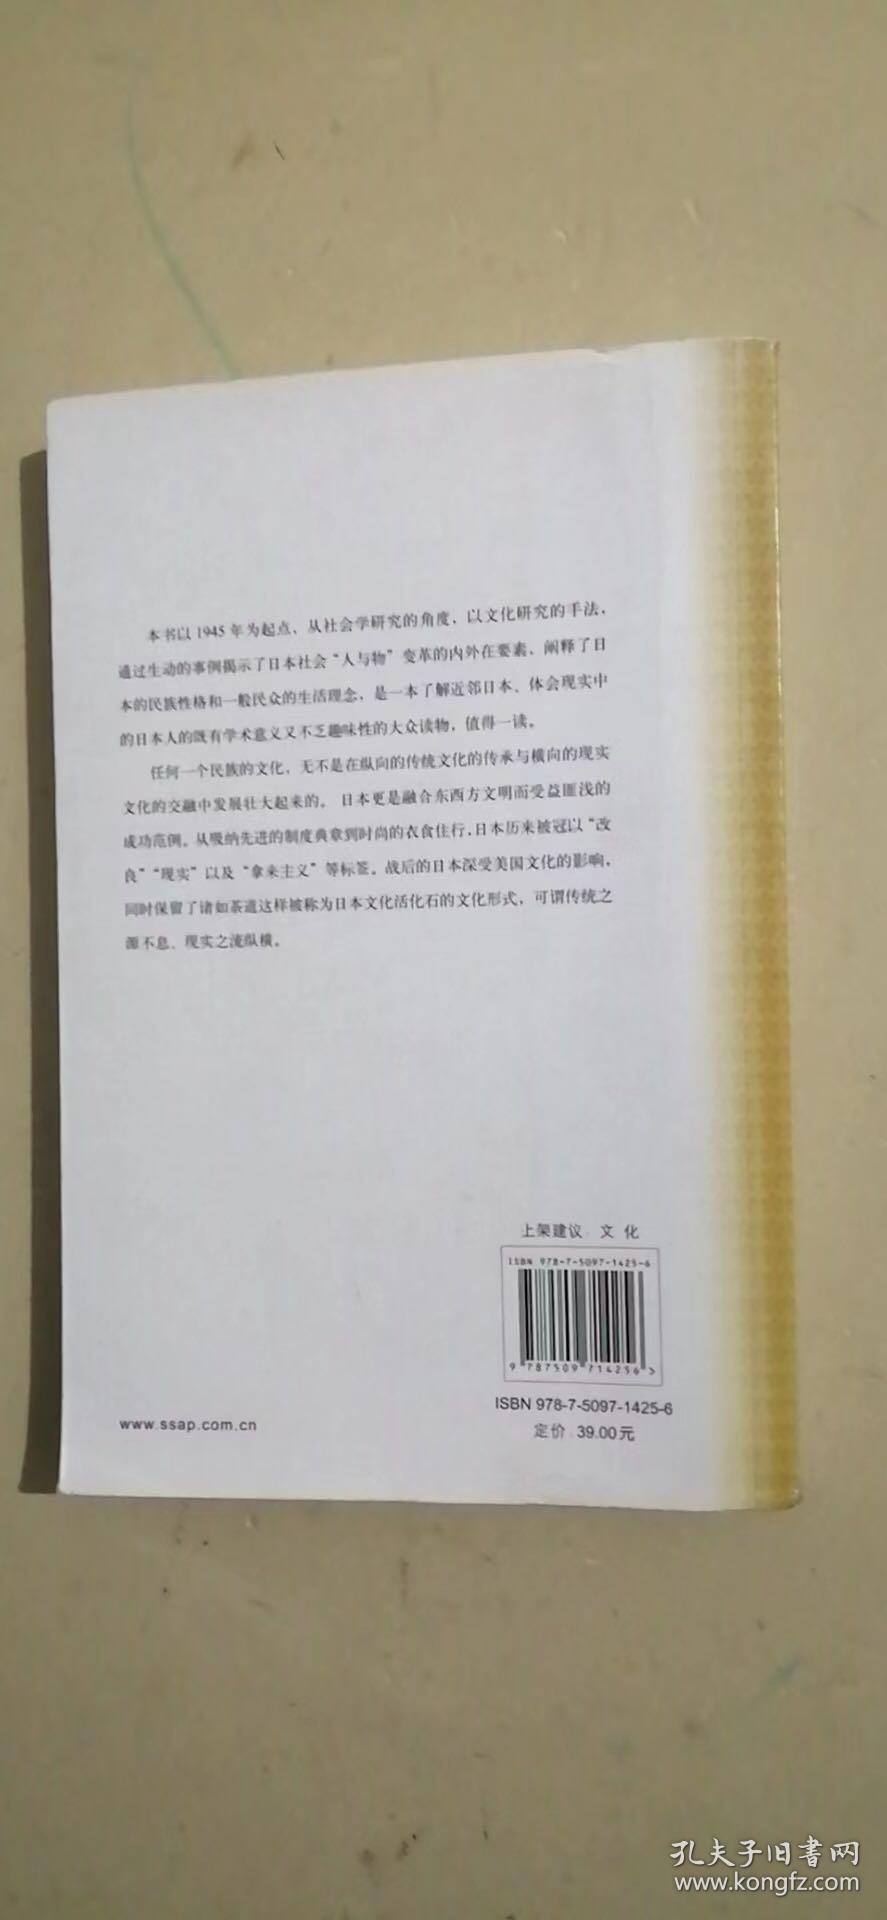 本书以1945年为起点，从社会学研究的角度，以文化研究的手法，
通过生动的事例揭示了日本社会“人与物”变革的内外在要素，阐释了日
本的民族性格和一般民众的生活理念，是一本了解近邻日本、体会现实中
的日本人的既有学术意义又不乏趣味性的大众读物，值得一读。
任何一个民族的文化，无不是在纵向的传统文化的传承与横向的现实
文化的交融中发展壮大起来的。日本更是融合东西方文明而受益匪浅的
成功范例。从吸纳先进的制度典章到时尚的衣食住行，日本历来被冠以“改
良”“现实”以及“拿来主义”等标签。战后的日本深受美国文化的影响，
同时保留了诸如茶道这样被称为日本文化活化石的文化形式，可谓传统之
源不息、现实之流纵横。
上架建议 文化
ISBN 978-7-5097-1425-6
9 787509 714256 >
ISBN 978-7-5097-1425-6
定价 39.00元
www.ssap.com.cn
孔夫子旧书网
www.kongfz.com